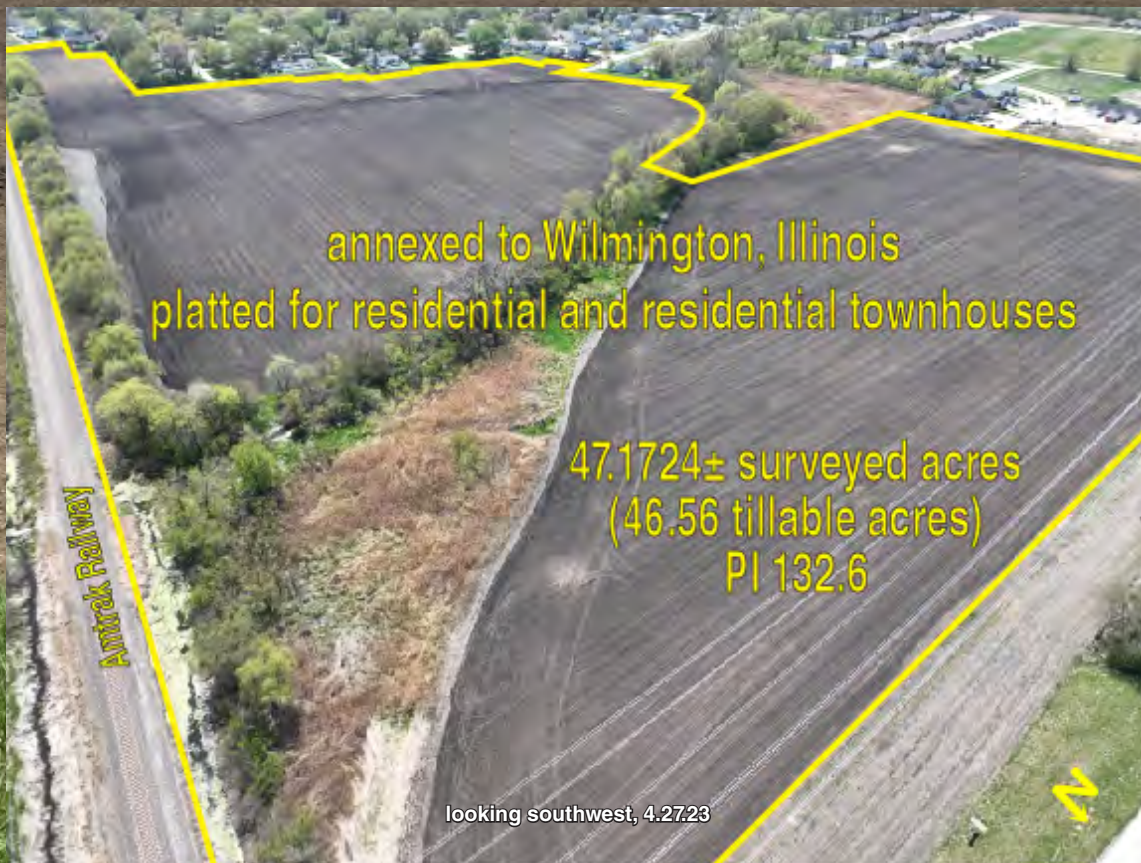 annexed to Wilmington, Illinois
platted for residential and residential townhouses
47.1724± surveyed acres
(46.56 tillable acres)
PI 132.6
Amtrak Railway
looking southwest, 4.27.23
N